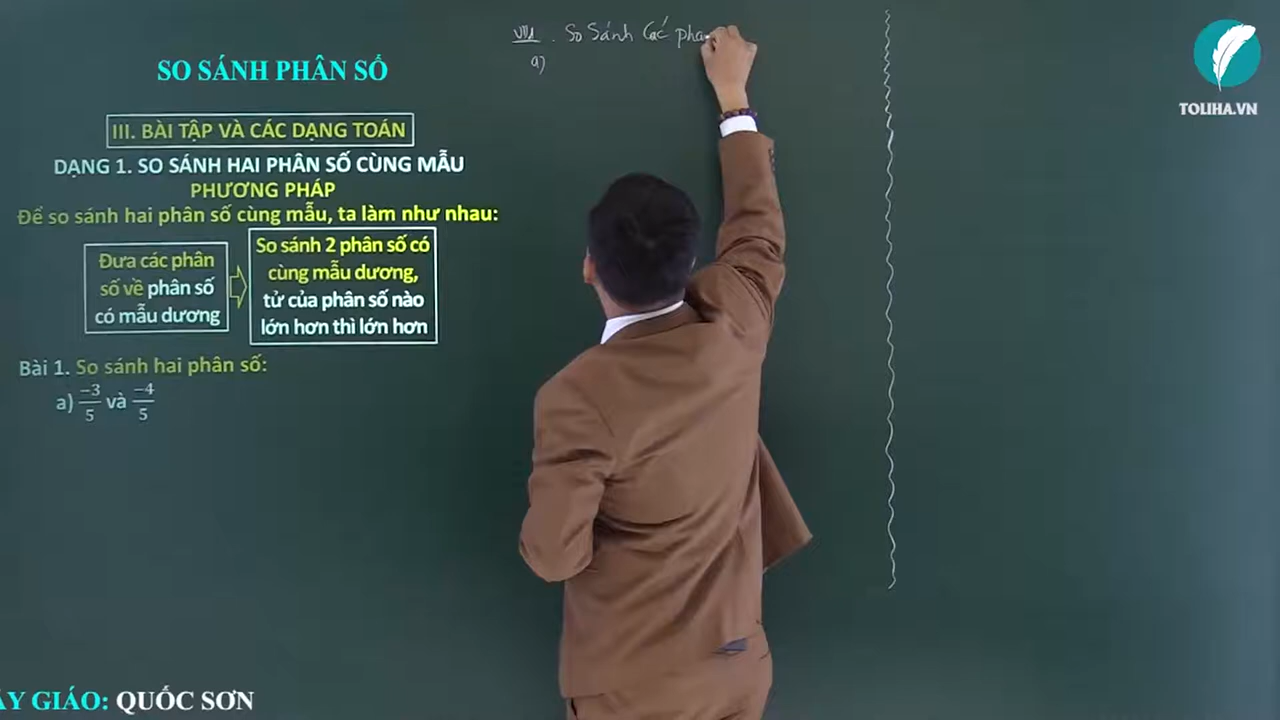 SO SÁNH PHÂN SỐ
III. BÀI TẬP VÀ CÁC DẠNG TOÁN
DẠNG 1. SO SÁNH HAI PHÂN SỐ CÙNG MẪU
PHƯƠNG PHÁP
Để so sánh hai phân số cùng mẫu, ta làm như nhau:
Đưa các phân
số về phân số
có mẫu dương
So sánh 2 phân số có
cùng mẫu dương,
tử của phân số nào
lớn hơn thì lớn hơn
Bài 1. So sánh hai phân số:
a) −3/5 và −4/5
So Sánh Các
a)
TOLIHA.VN
ẦY GIÁO: QUỐC SƠN